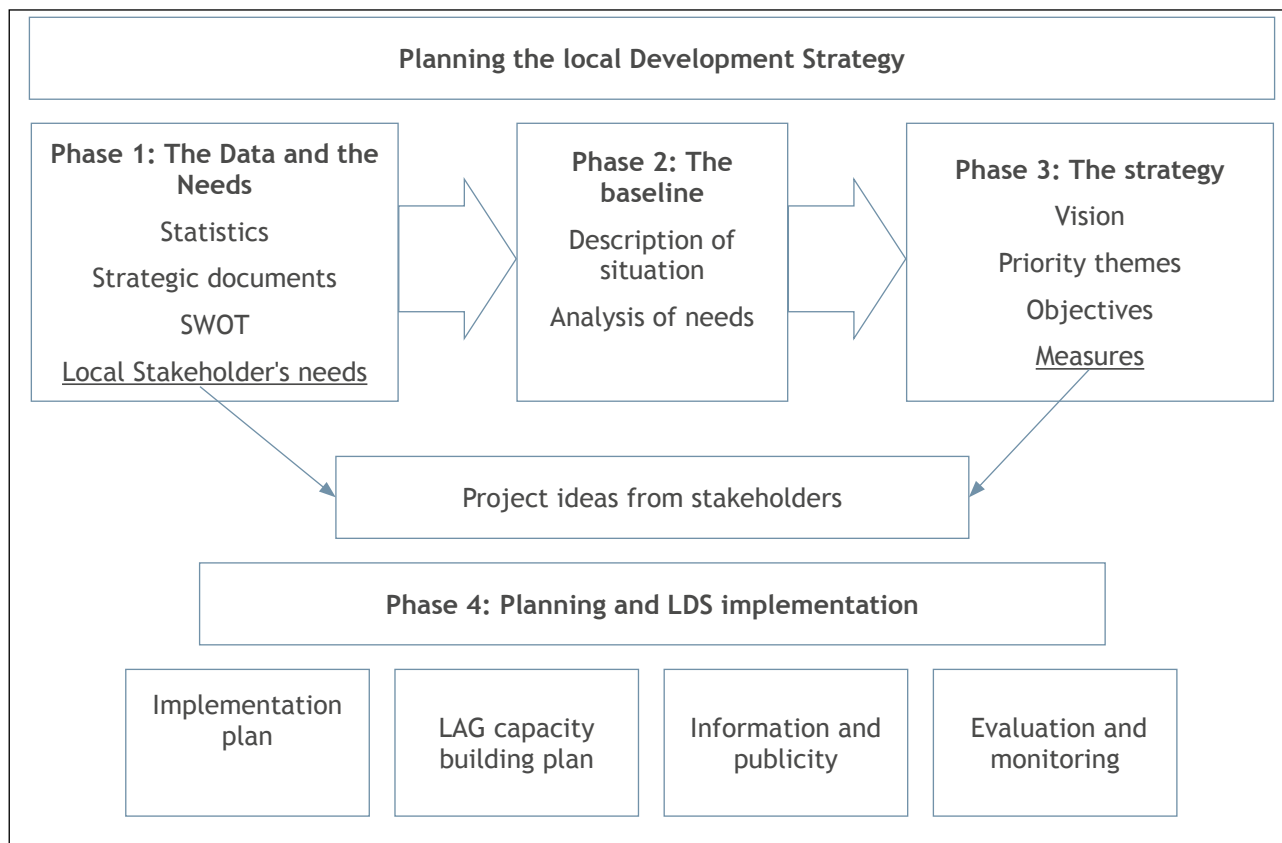 Planning the local Development Strategy
Phase 1: The Data and the
Needs
Statistics
Strategic documents
SWOT
Local Stakeholder's needs
Phase 2: The
baseline
Description of
situation
Analysis of needs
Phase 3: The strategy
Vision
Priority themes
Objectives
Measures
Project ideas from stakeholders
Phase 4: Planning and LDS implementation
Implementation
plan
LAG capacity
building plan
Information and
publicity
Evaluation and
monitoring